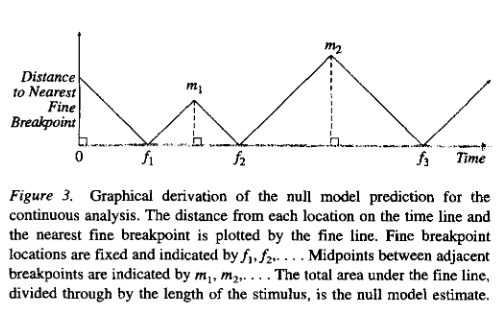 m2
Distance
to Nearest
Fine
Breakpoint
m1
0 f1 f2 f3 Time
Figure 3. Graphical derivation of the null model prediction for the
continuous analysis. The distance from each location on the time line and
the nearest fine breakpoint is plotted by the fine line. Fine breakpoint
locations are fixed and indicated by f1, f2,. . . . Midpoints between adjacent
breakpoints are indicated by m1, m2,. . . . The total area under the fine line,
divided through by the length of the stimulus, is the null model estimate.